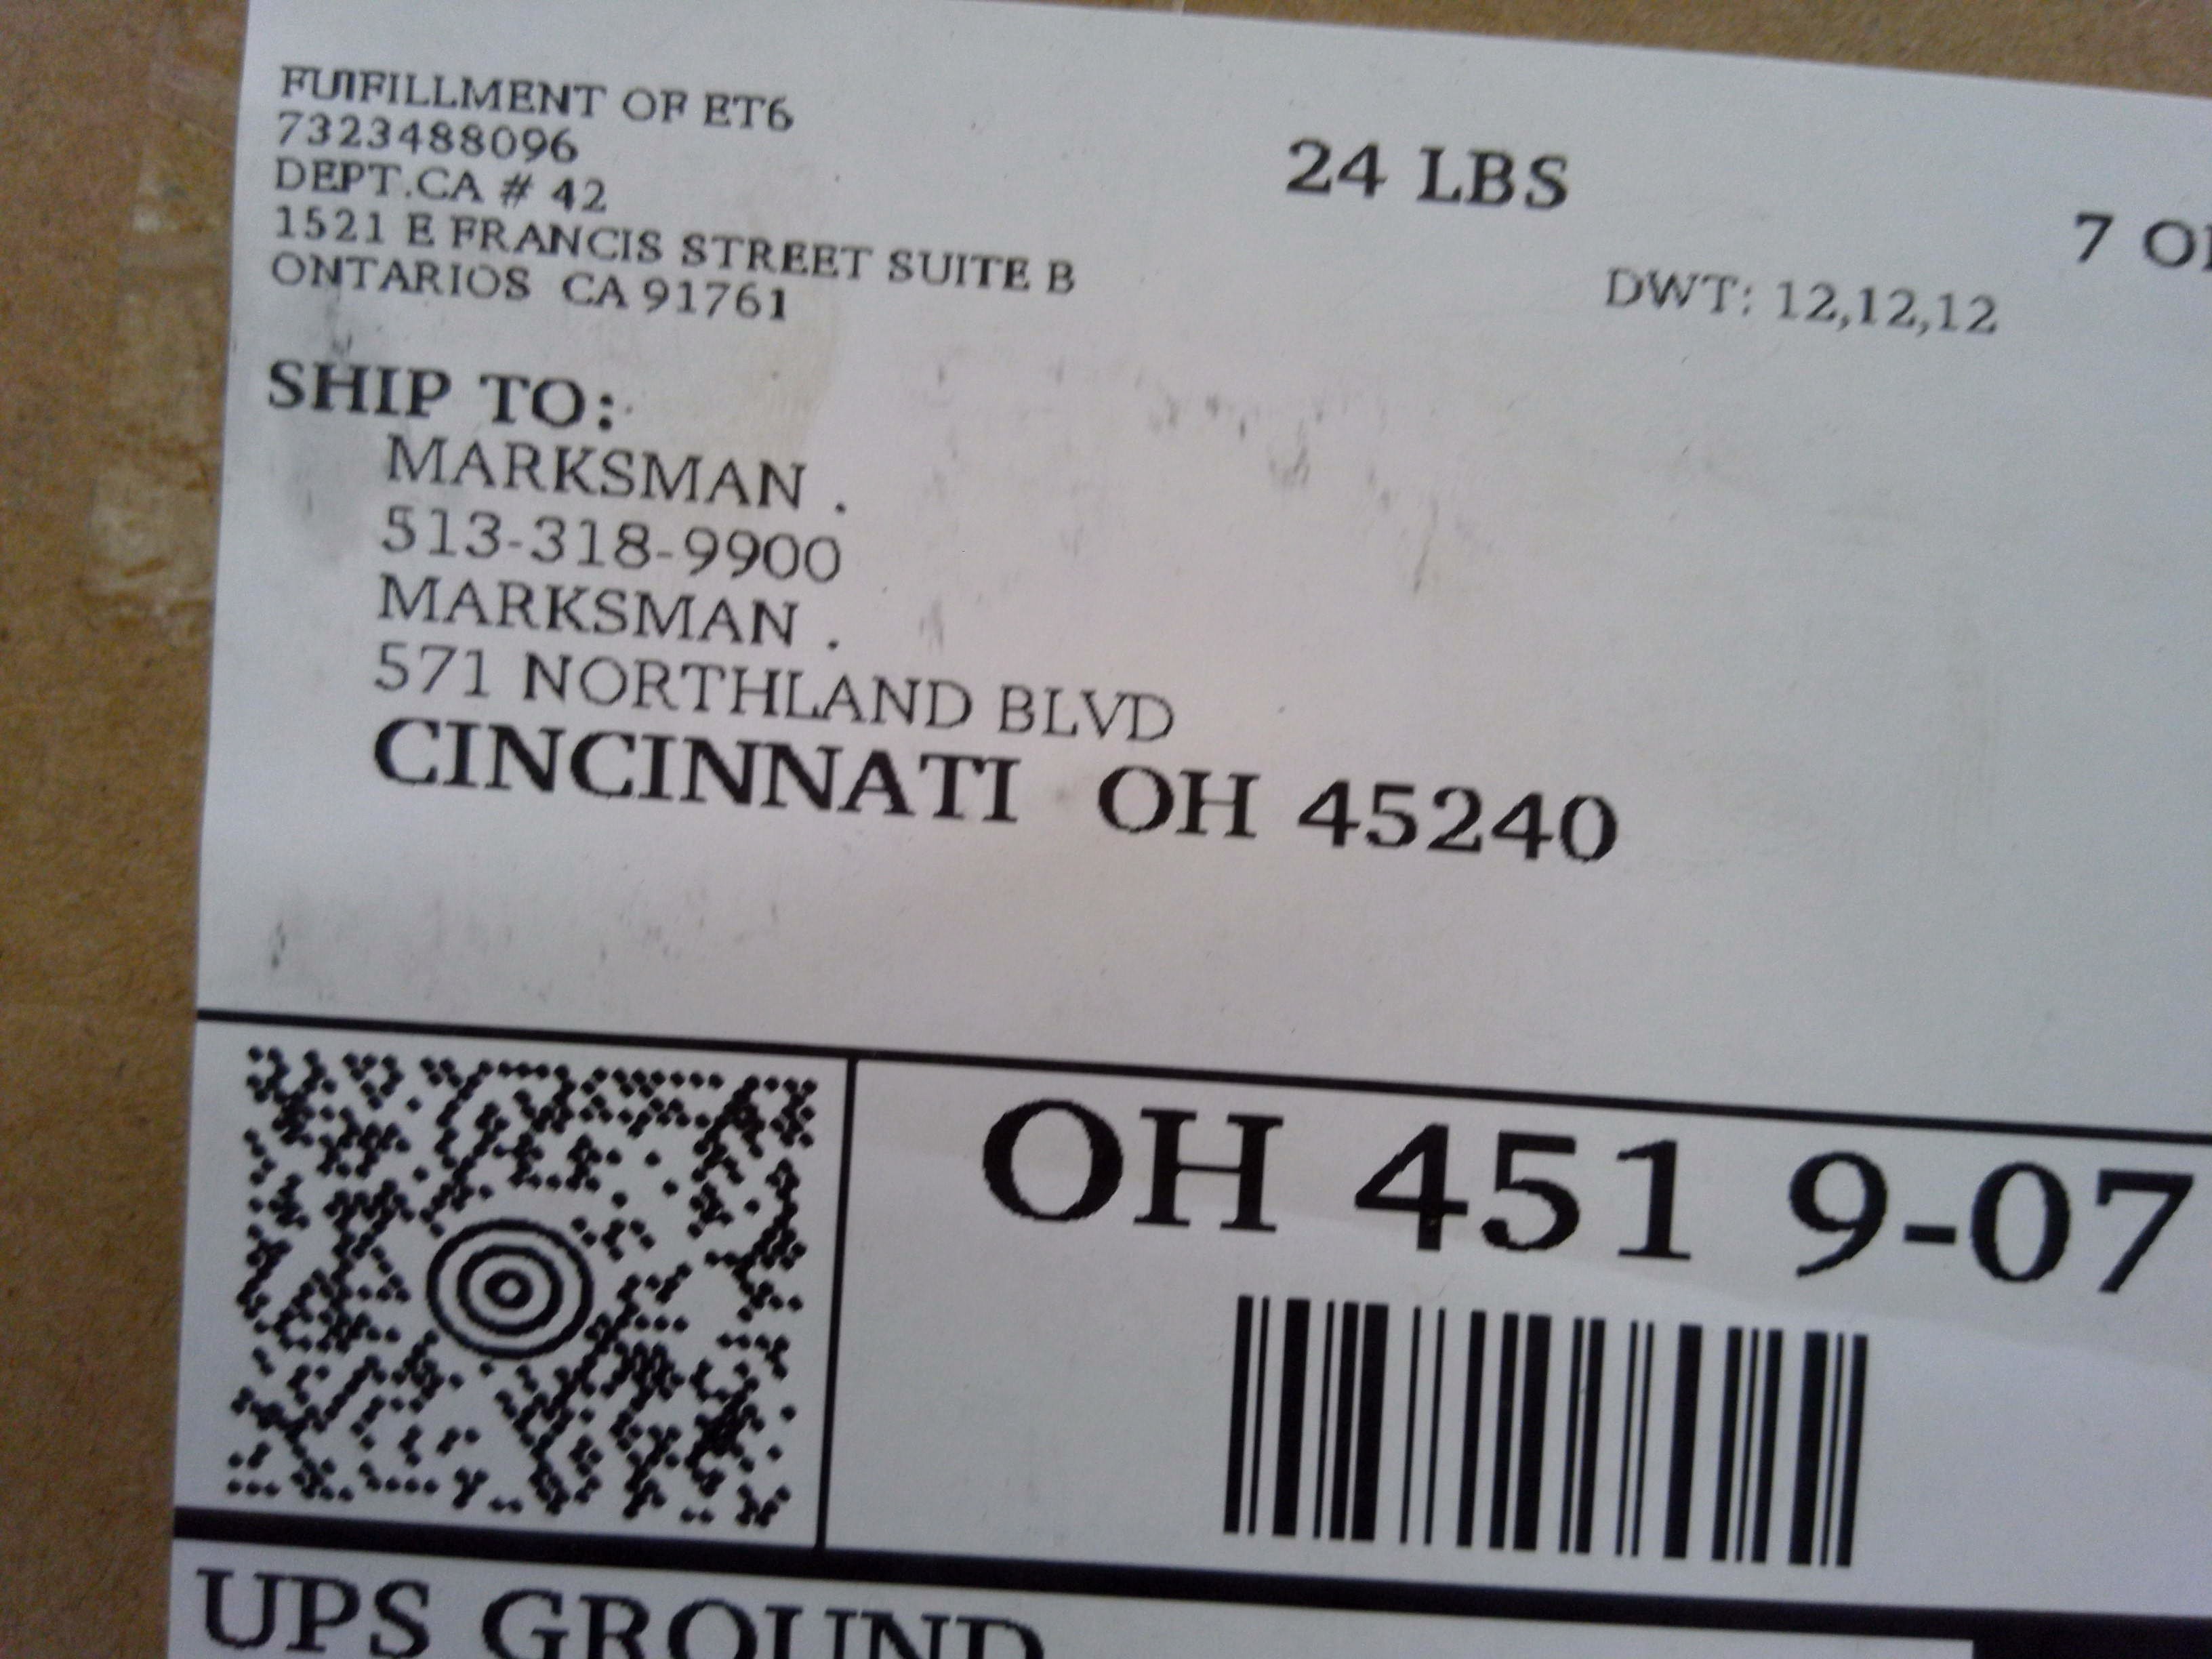 FUlFILLMENT OF ET6
7323488096
DEPT.CA # 42
1521 E FRANCIS STREET SUITE B
ONTARIOS CA 91761
24 LBS
7
DWT: 12,12,12
SHIP TO:
MARKSMAN .
513-318-9900
MARKSMAN .
571 NORTHLAND BLVD
CINCINNATI OH 45240
OH 451 9-07
UPS GROUND